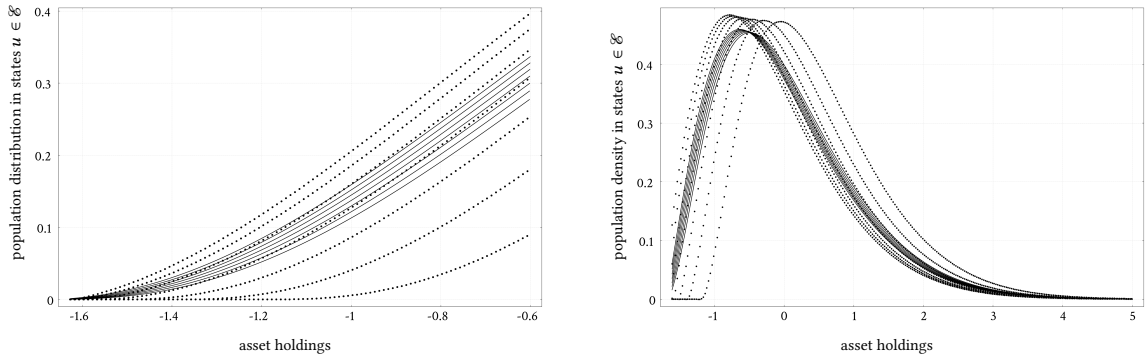 population distribution in states u ∈ ℰ
0.4
0.3
0.2
0.1
0
-1.6 -1.4 -1.2 -1 -0.8 -0.6
asset holdings
population density in states u ∈ ℰ
0.4
0.3
0.2
0.1
0
-1 0 1 2 3 4 5
asset holdings